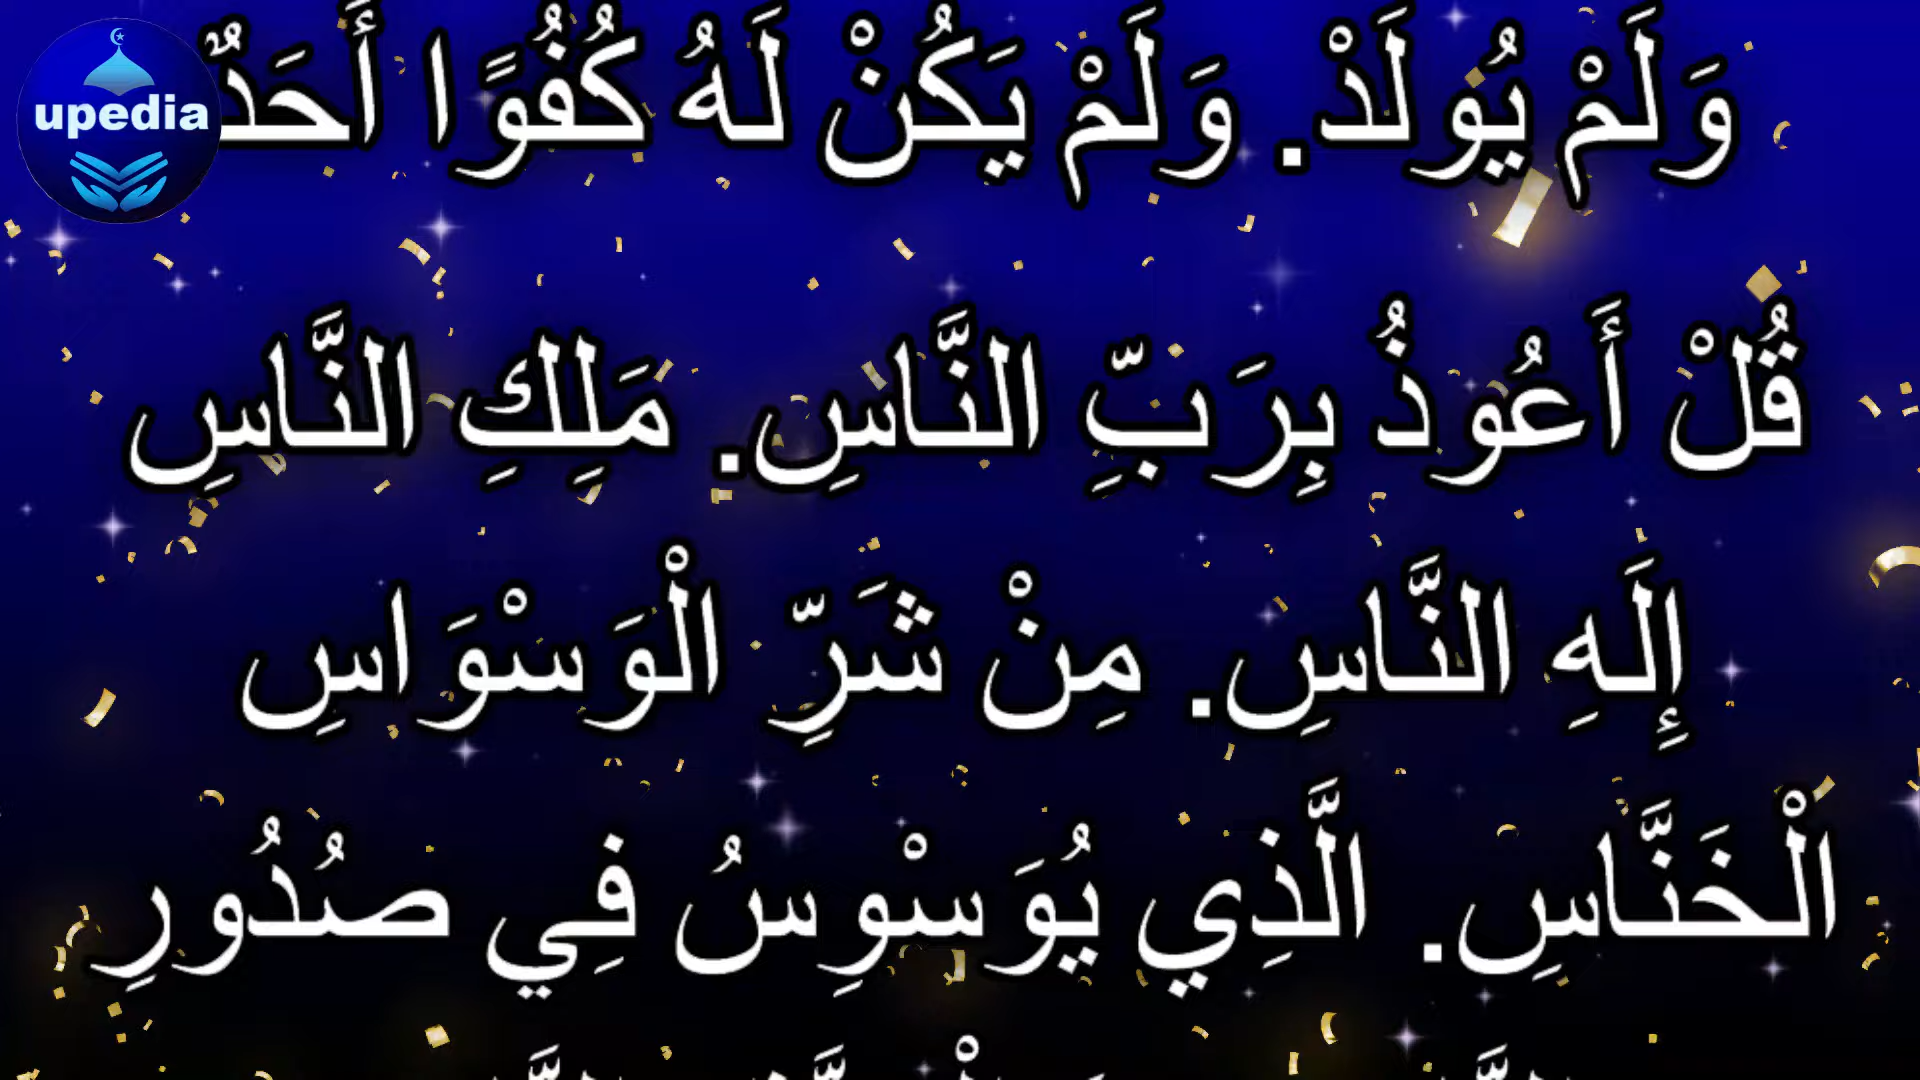 upedia
وَلَمْ يُولَدْ. وَلَمْ يَكُنْ لَهُ كُفُوًا أَحَدٌ
قُلْ أَعُوذُ بِرَبِّ النَّاسِ. مَلِكِ النَّاسِ
إِلَهِ النَّاسِ. مِنْ شَرِّ الْوَسْوَاسِ
الْخَنَّاسِ. الَّذِي يُوَسْوِسُ فِي صُدُورِ